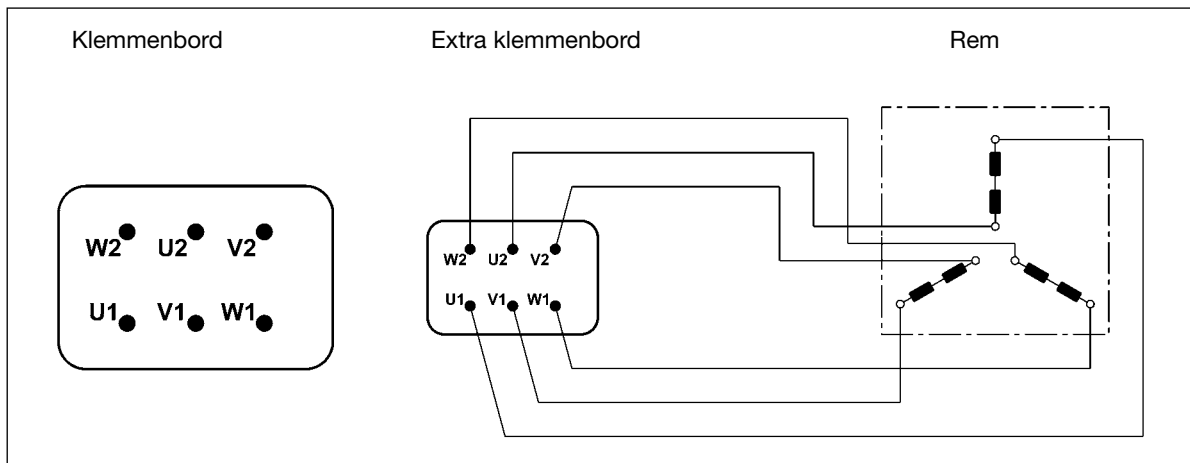 Klemmenbord
Extra klemmenbord
Rem
W2 U2 V2
U1 V1 W1
W2 U2 V2
U1 V1 W1